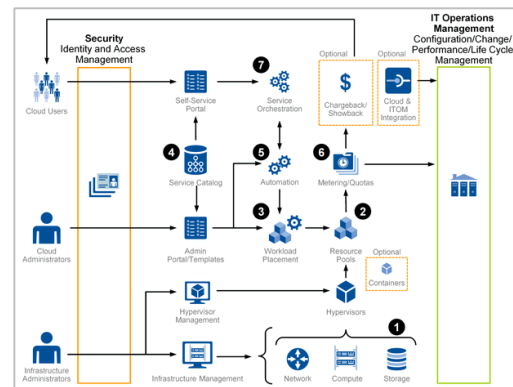 Security
Identity and Access
Management
IT Operations
Management
Configuration/Change/
Performance/Life Cycle
Management
Optional
Optional
7
$
Cloud Users
Self-Service
Portal
Service
Orchestration
Chargeback/
Showback
Cloud &
ITOM
Integration
4
5
6
Service Catalog
Automation
Metering/Quotas
3
2
Cloud
Administrators
Admin
Portal/Templates
Workload
Placement
Resource
Pools
Optional
Containers
Hypervisor
Management
Hypervisors
1
Infrastructure
Administrators
Infrastructure Management
Network
Compute
Storage